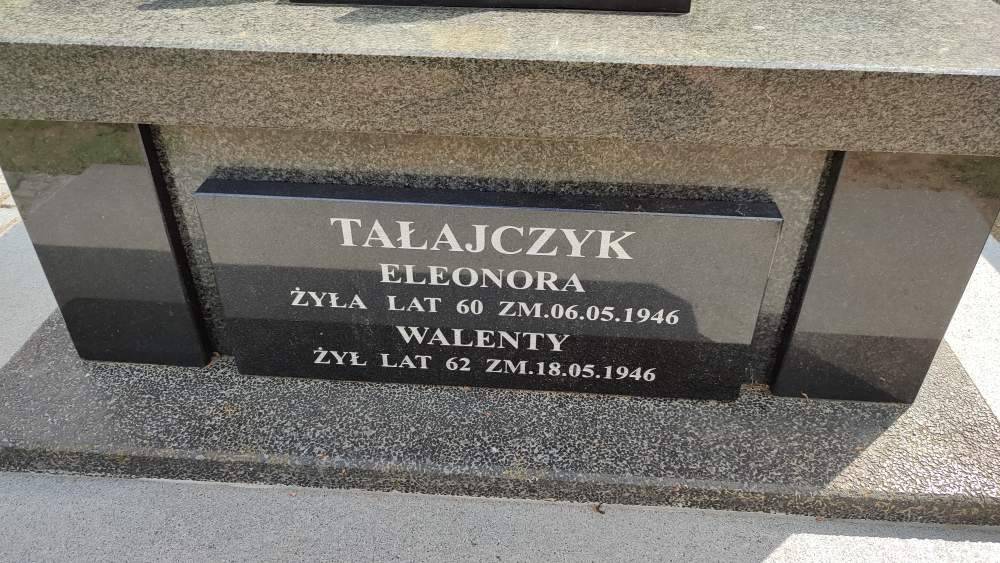 TAŁAJCZYK
ELEONORA
ŻYŁA LAT 60 ZM.06.05.1946
WALENTY
ŻYŁ LAT 62 ZM.18.05.1946